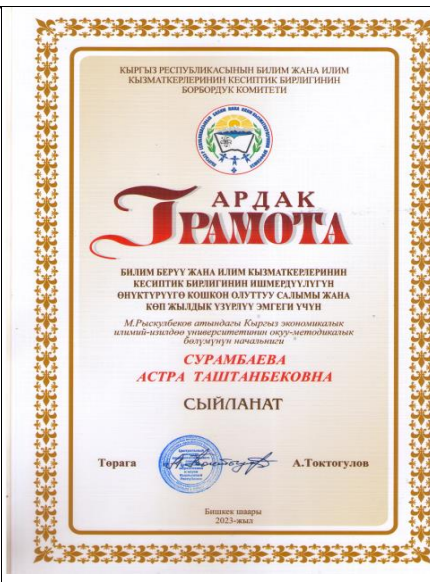 КЫРГЫЗ РЕСПУБЛИКАСЫНЫН БИЛИМ ЖАНА ИЛИМ
КЫЗМАТКЕРЛЕРИНИН КЕСИПТИК БИРЛИГИНИН
БОРБОРДУК КОМИТЕТИ
АРДАК
ГРАМОТА
БИЛИМ БЕРҮҮ ЖАНА ИЛИМ КЫЗМАТКЕРЛЕРИНИН
КЕСИПТИК БИРЛИГИНИН ИШМЕРДҮҮЛҮГҮН
ӨНҮКТҮРҮҮГӨ КОШКОН ОЛУТТУУ САЛЫМЫ ЖАНА
КӨП ЖЫЛДЫК ҮЗҮРЛҮҮ ЭМГЕГИ ҮЧҮН
М.Рыскулбеков атындагы Кыргыз экономикалык
илимий-изилдөө университетинин окуу-методикалык
бөлүмүнүн начальниги
СУРАМБАЕВА
АСТРА ТАШТАНБЕКОВНА
СЫЙЛАНАТ
Төрага А.Токтогулов
Бишкек шаары
2023-жыл